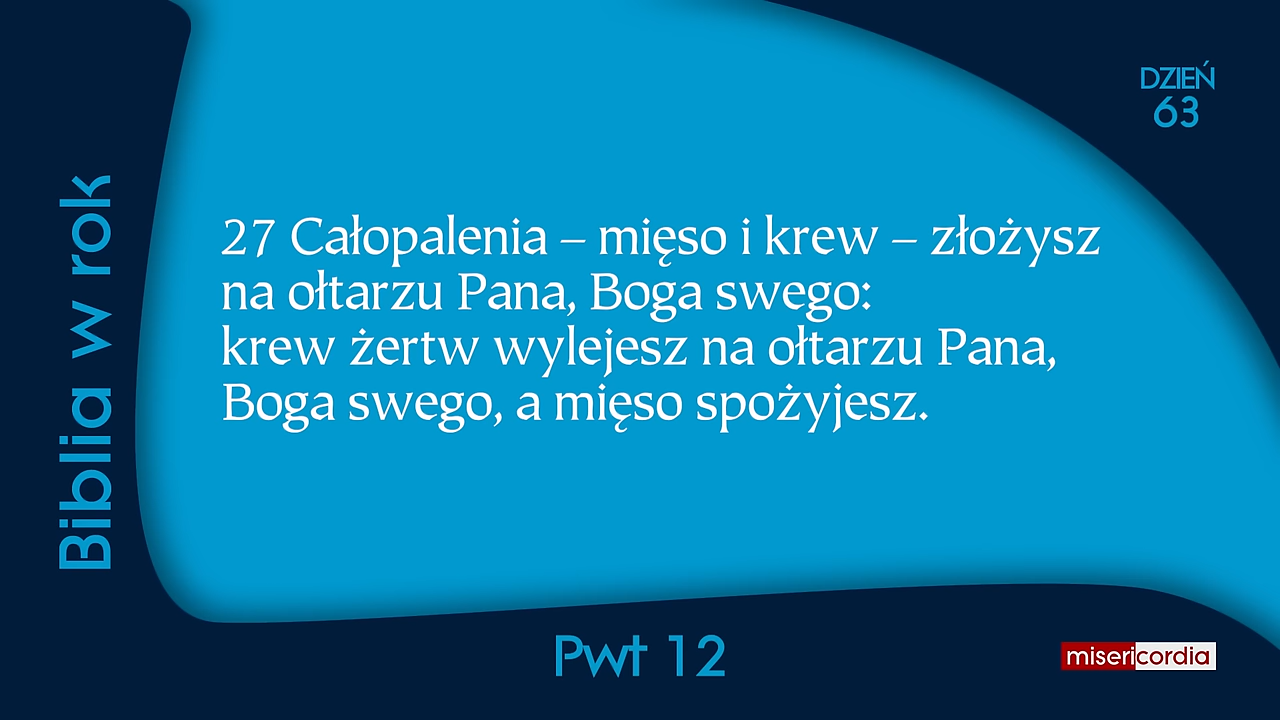 DZIEŃ
63
Biblia w rok
27 Całopalenia – mięso i krew – złożysz
na ołtarzu Pana, Boga swego:
krew żertw wylejesz na ołtarzu Pana,
Boga swego, a mięso spożyjesz.
Pwt 12
misericordia